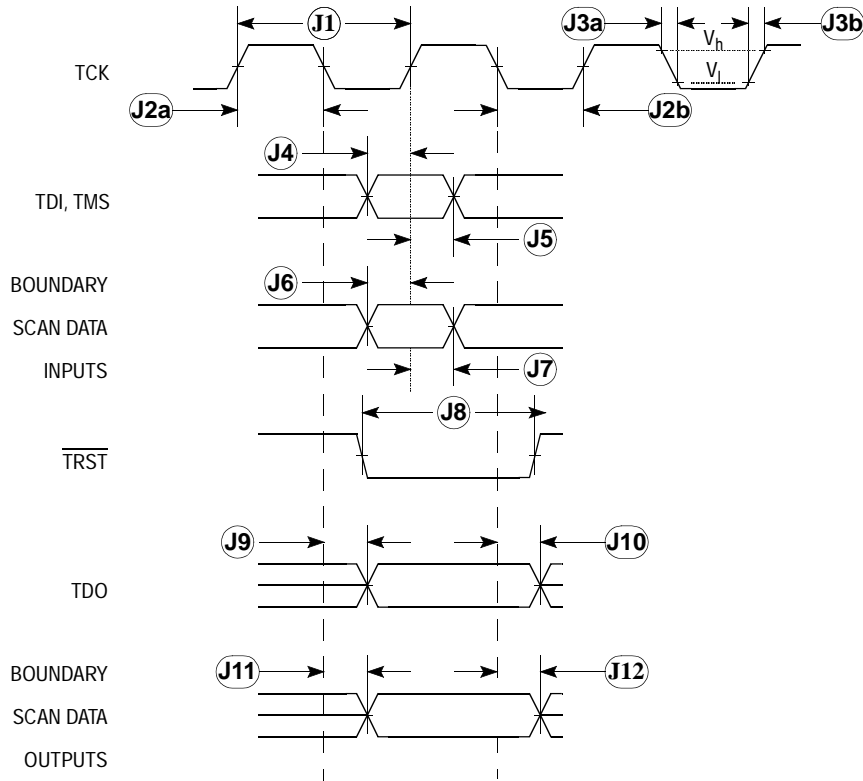 J1
J3a
J3b
Vh
TCK
Vl
J2a
J2b
J4
TDI, TMS
J5
BOUNDARY
J6
SCAN DATA
INPUTS
J7
J8
TRST
J9
J10
TDO
BOUNDARY
J11
J12
SCAN DATA
OUTPUTS